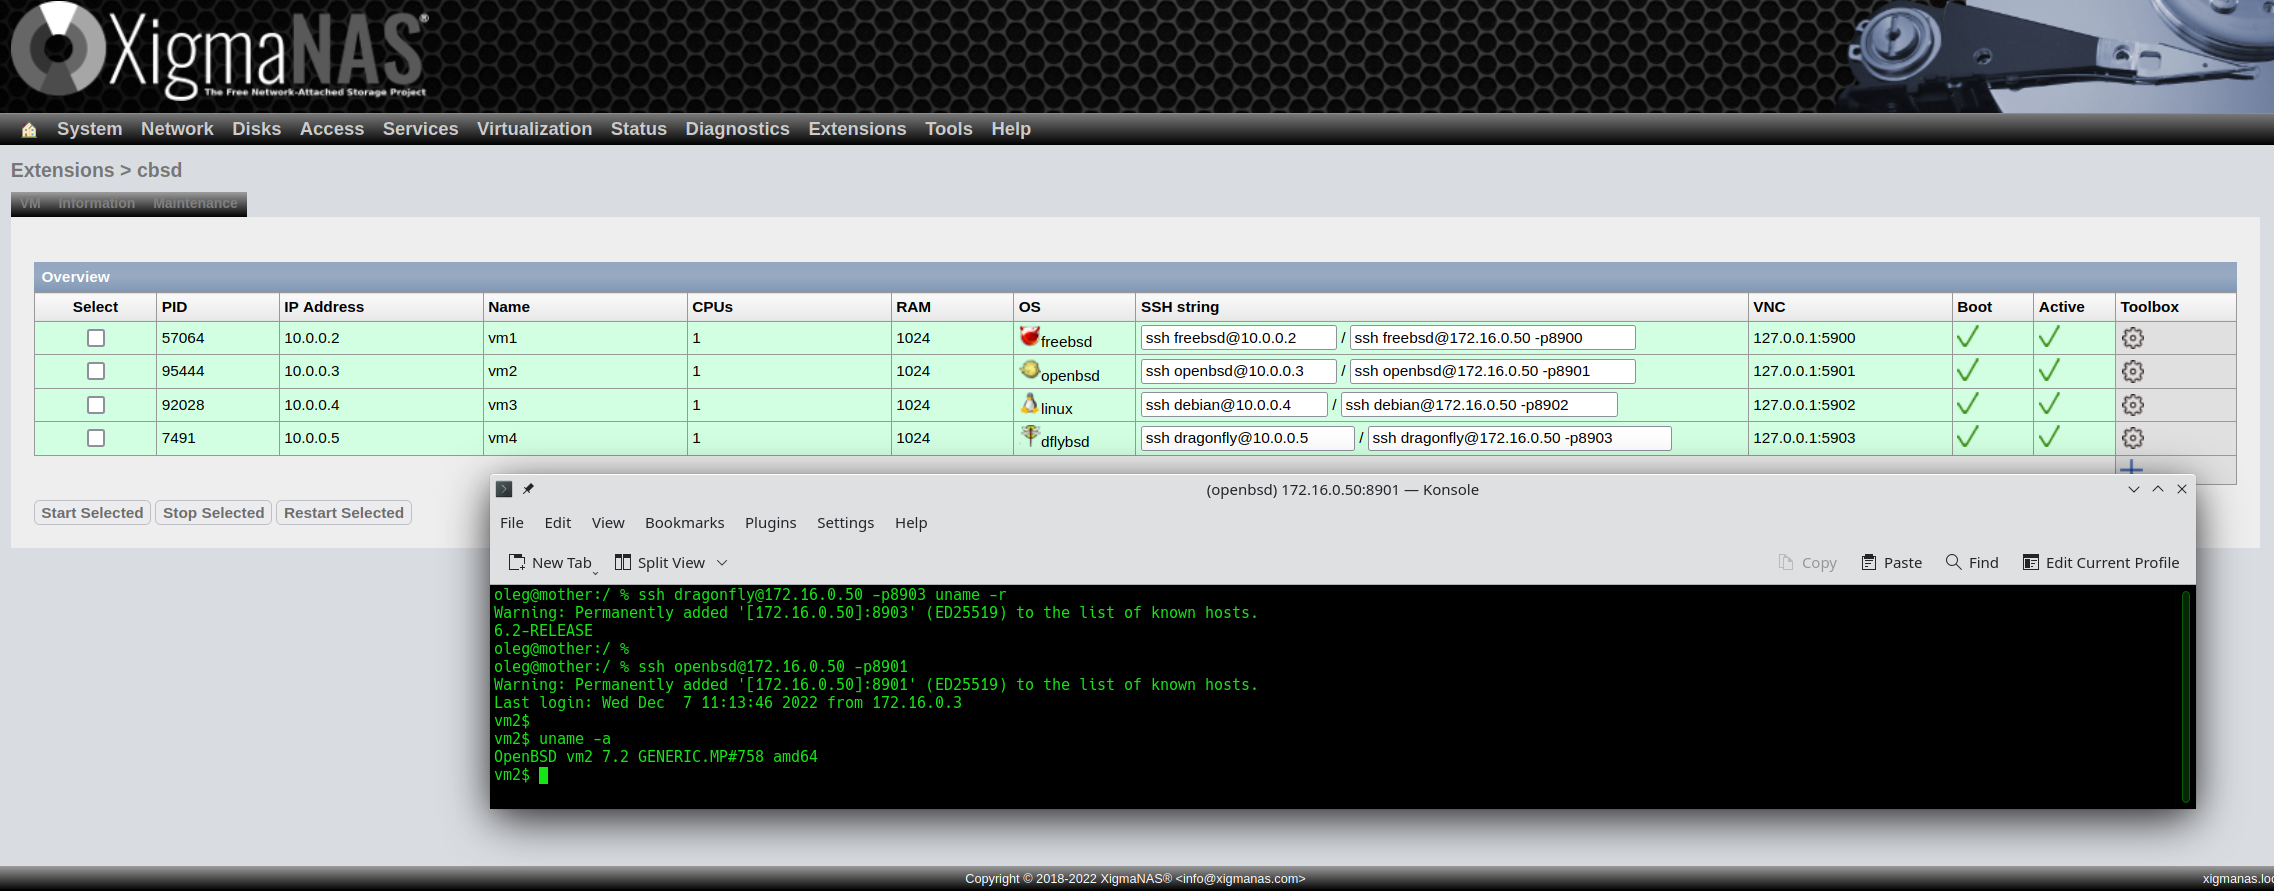 XigmaNAS®
The Free Network-Attached Storage Project
System Network Disks Access Services Virtualization Status Diagnostics Extensions Tools Help
Extensions > cbsd
VM Information Maintenance
Overview
Select PID IP Address Name CPUs RAM OS SSH string VNC Boot Active Toolbox
57064 10.0.0.2 vm1 1 1024 freebsd ssh freebsd@10.0.0.2 / ssh freebsd@172.16.0.50 -p8900 127.0.0.1:5900
95444 10.0.0.3 vm2 1 1024 openbsd ssh openbsd@10.0.0.3 / ssh openbsd@172.16.0.50 -p8901 127.0.0.1:5901
92028 10.0.0.4 vm3 1 1024 linux ssh debian@10.0.0.4 / ssh debian@172.16.0.50 -p8902 127.0.0.1:5902
7491 10.0.0.5 vm4 1 1024 dflybsd ssh dragonfly@10.0.0.5 / ssh dragonfly@172.16.0.50 -p8903 127.0.0.1:5903
Start Selected Stop Selected Restart Selected
(openbsd) 172.16.0.50:8901 — Konsole
File Edit View Bookmarks Plugins Settings Help
New Tab Split View Copy Paste Find Edit Current Profile
oleg@mother:/ % ssh dragonfly@172.16.0.50 -p8903 uname -r
Warning: Permanently added '[172.16.0.50]:8903' (ED25519) to the list of known hosts.
6.2-RELEASE
oleg@mother:/ %
oleg@mother:/ % ssh openbsd@172.16.0.50 -p8901
Warning: Permanently added '[172.16.0.50]:8901' (ED25519) to the list of known hosts.
Last login: Wed Dec  7 11:13:46 2022 from 172.16.0.3
vm2$
vm2$ uname -a
OpenBSD vm2 7.2 GENERIC.MP#758 amd64
vm2$
Copyright © 2018-2022 XigmaNAS® <info@xigmanas.com>
xigmanas.loc